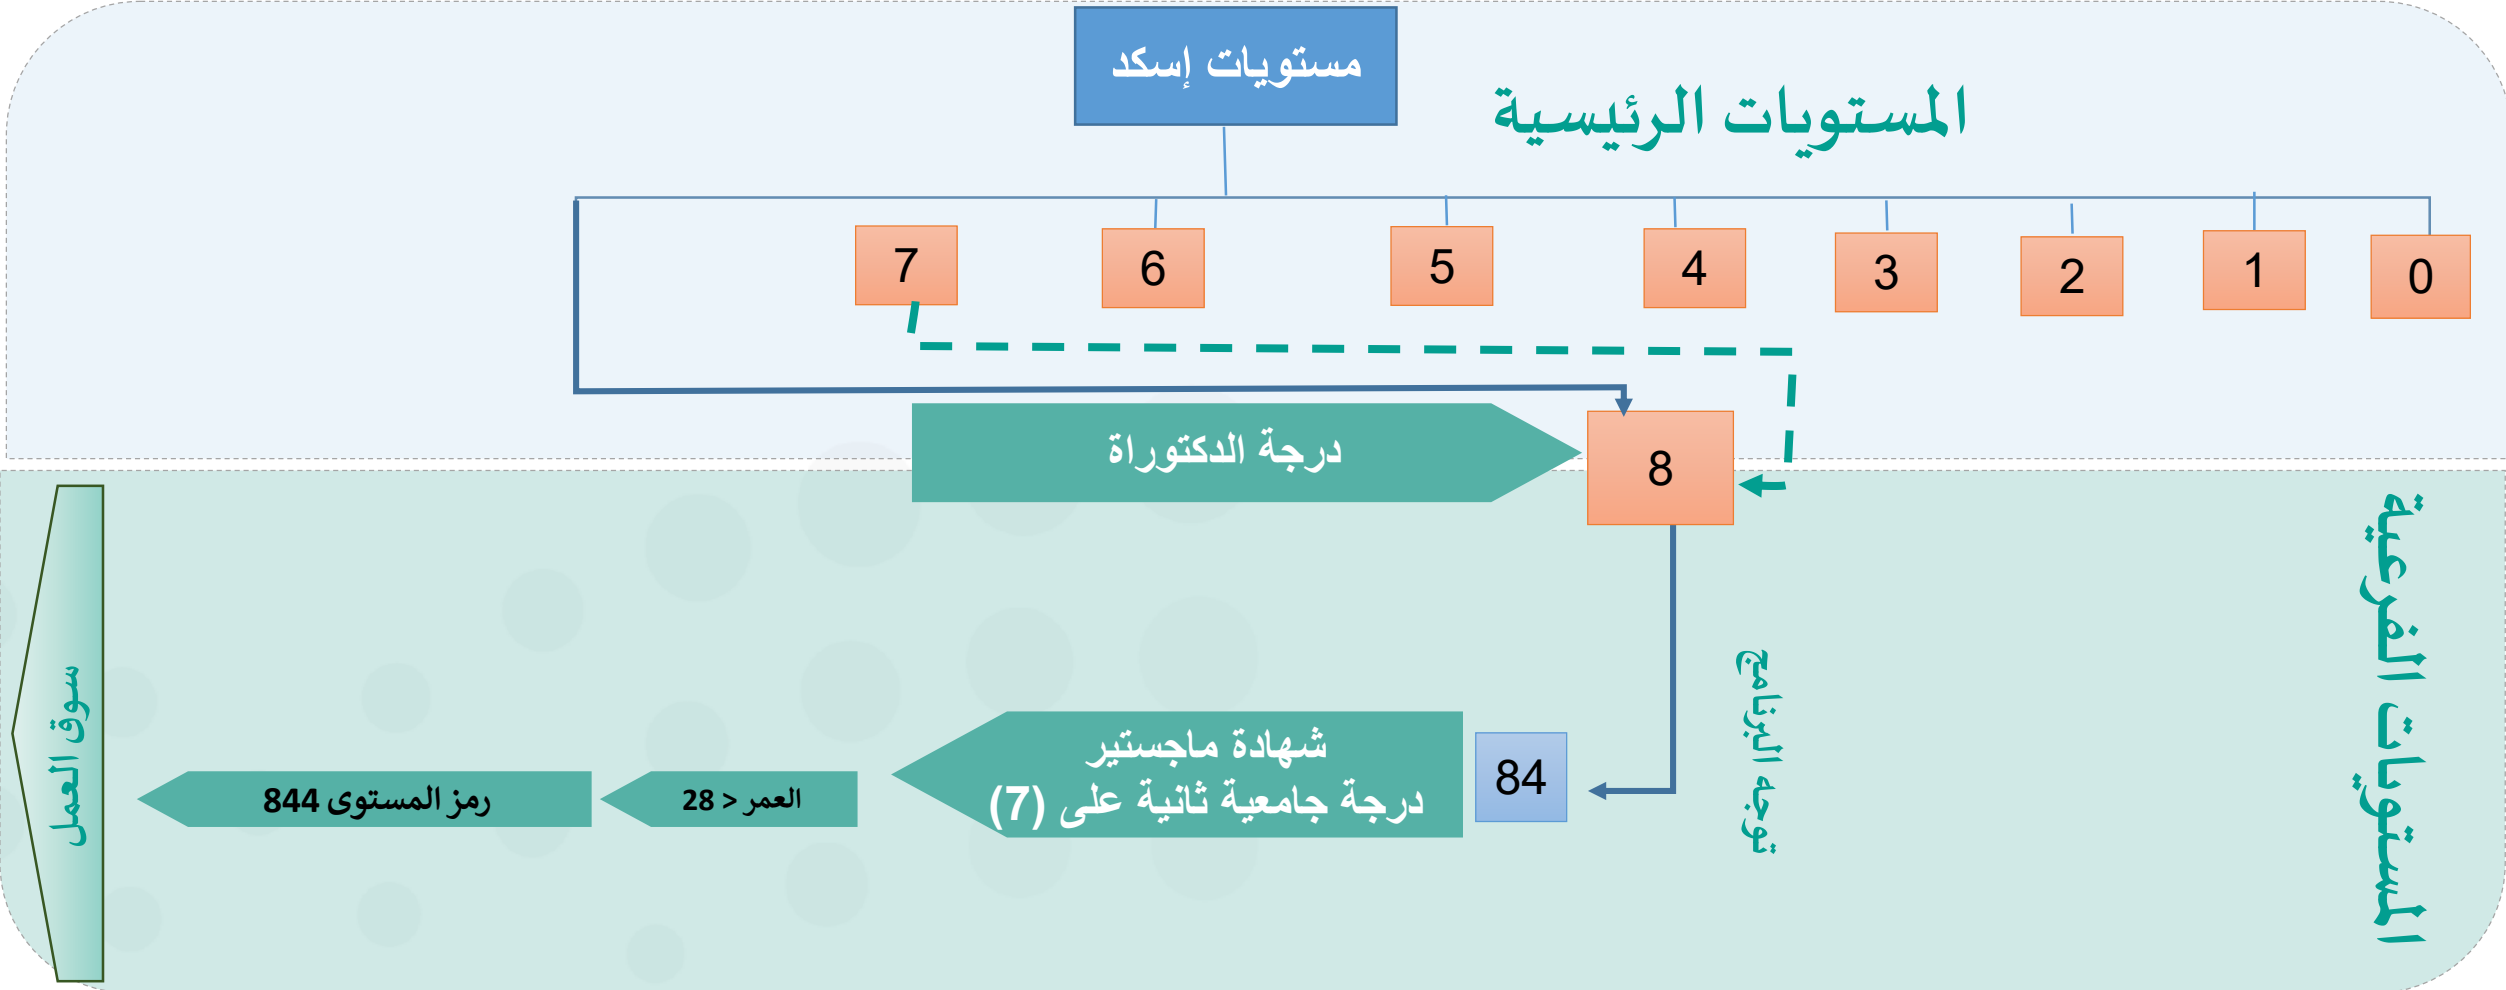 مستويات إسكد
المستويات الرئيسية
0
1
2
3
4
5
6
7
درجة الدكتوراة
8
المستويات الفرعية
توجه البرنامج
84
شهادة ماجستير
درجة جامعية ثانية على (7)
العمر < 28
رمز المستوى 844
سوق العمل